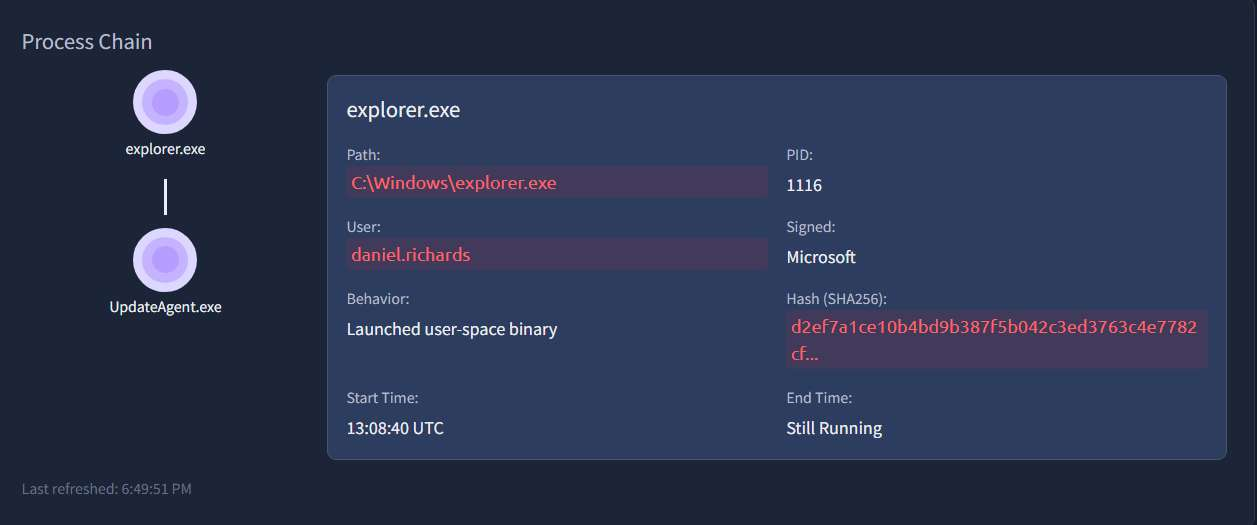 Process Chain
explorer.exe
UpdateAgent.exe
explorer.exe
Path:
C:\Windows\explorer.exe
PID:
1116
User:
daniel.richards
Signed:
Microsoft
Behavior:
Launched user-space binary
Hash (SHA256):
d2ef7a1ce10b4bd9b387f5b042c3ed3763c4e7782
cf...
Start Time:
13:08:40 UTC
End Time:
Still Running
Last refreshed: 6:49:51 PM